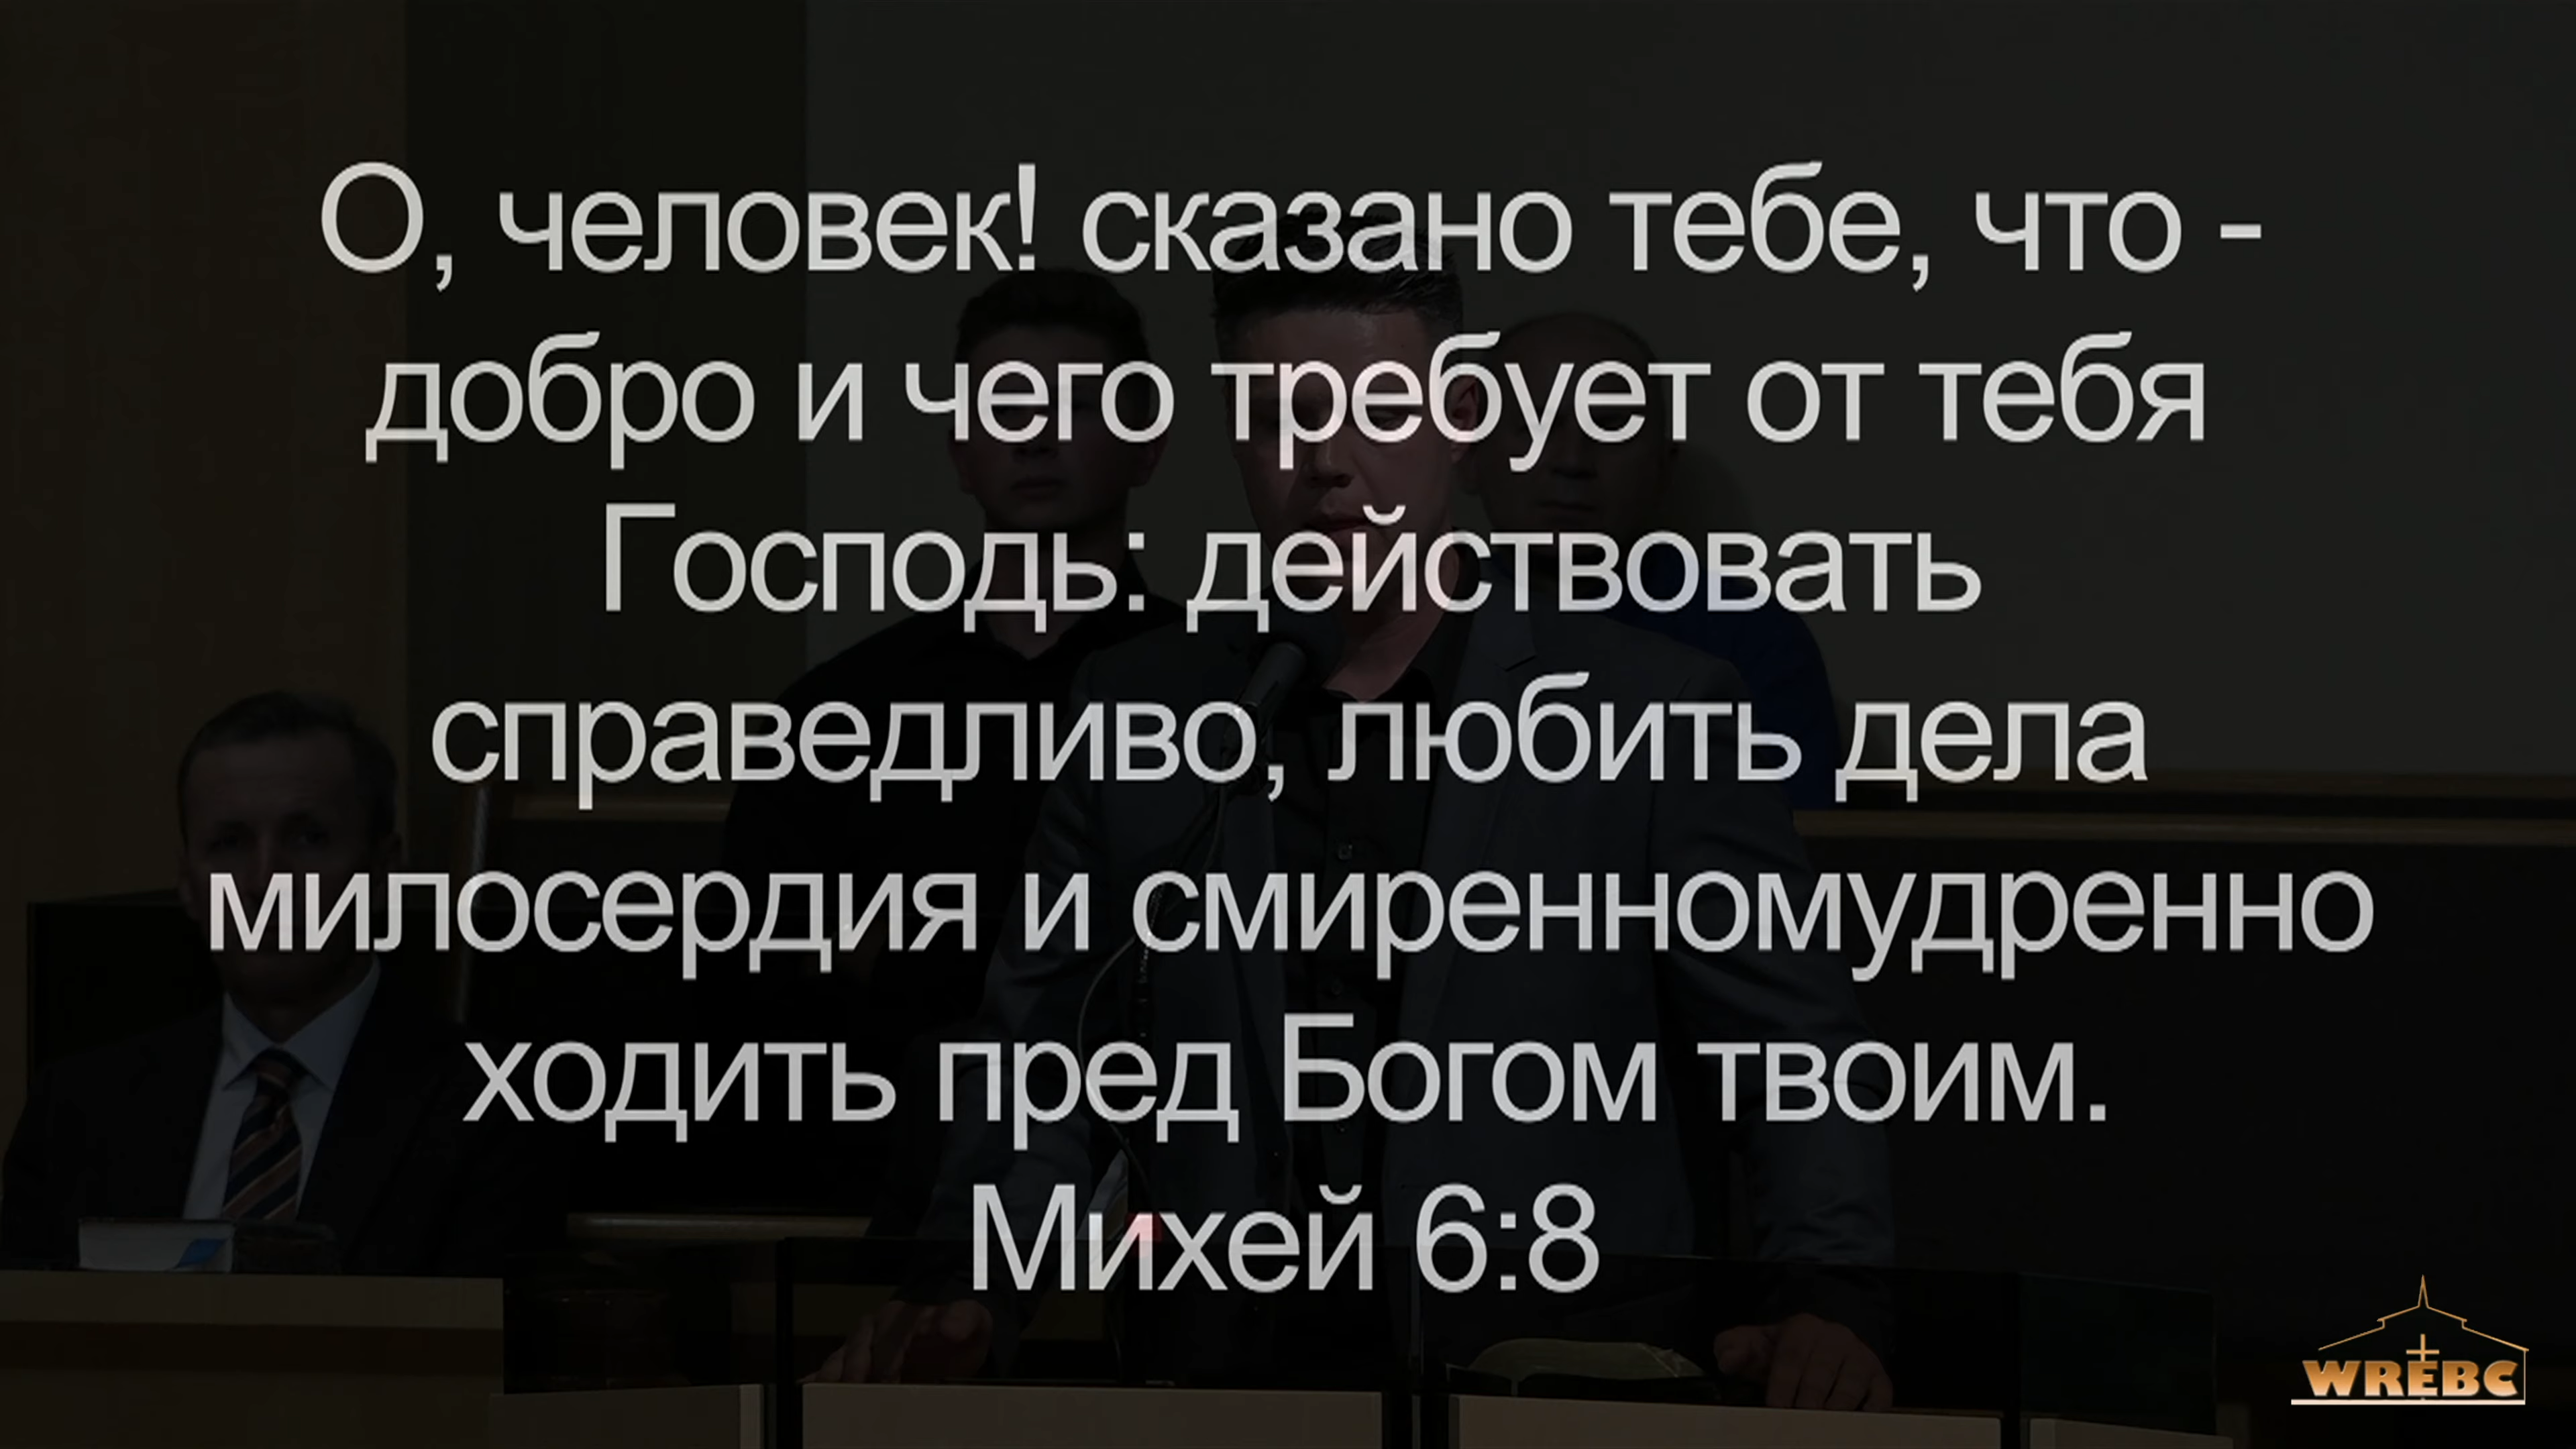 О, человек! сказано тебе, что -
добро и чего требует от тебя
Господь: действовать
справедливо, любить дела
милосердия и смиренномудренно
ходить пред Богом твоим.
Михей 6:8
WREBC